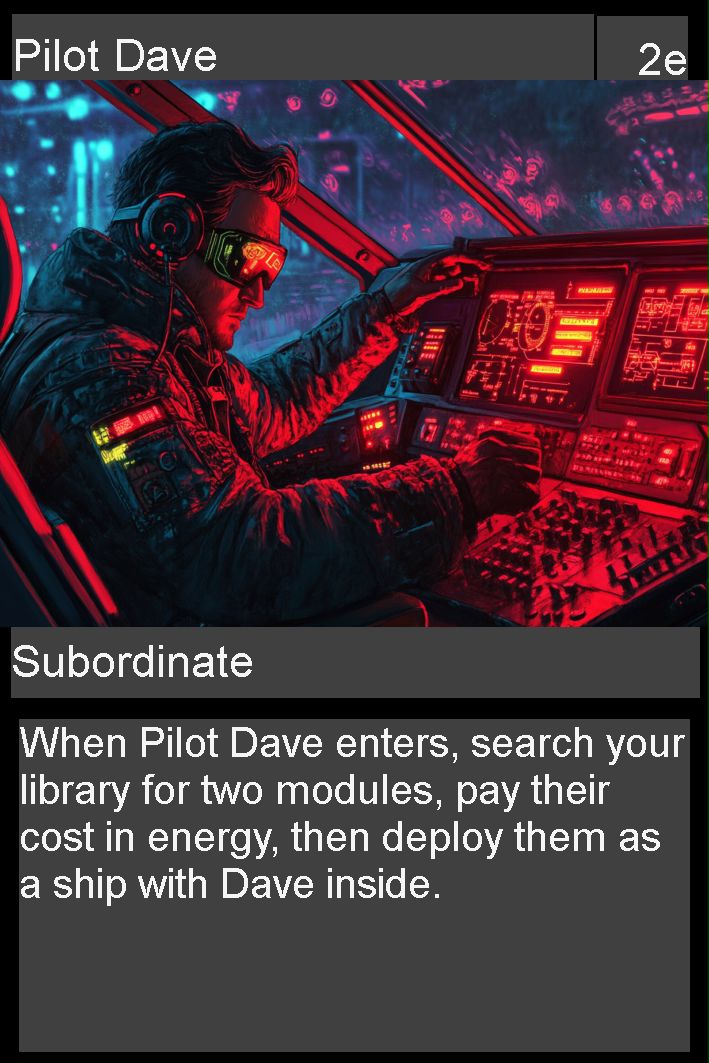 Pilot Dave
2e
Subordinate
When Pilot Dave enters, search your
library for two modules, pay their
cost in energy, then deploy them as
a ship with Dave inside.